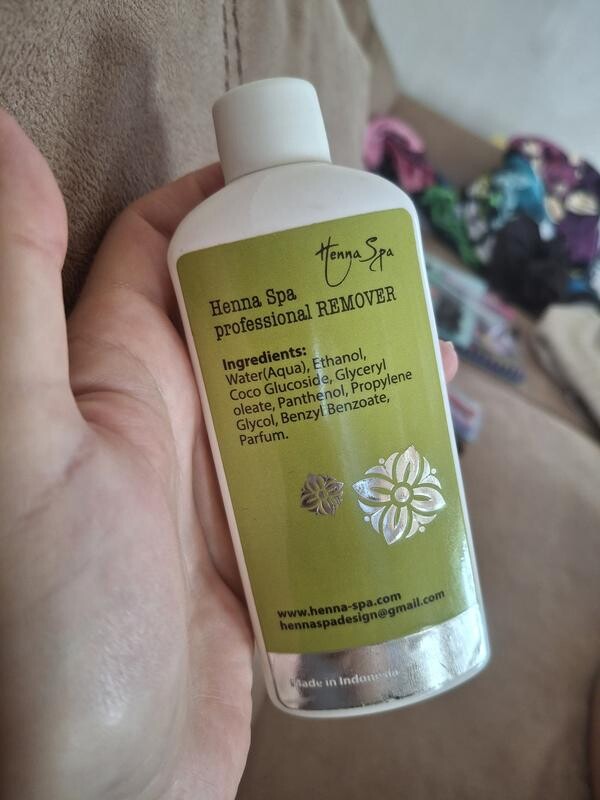 Henna Spa
Henna Spa
professional REMOVER
Ingredients:
Water(Aqua), Ethanol,
Coco Glucoside, Glyceryl
oleate, Panthenol, Propylene
Glycol, Benzyl Benzoate,
Parfum.
www.henna-spa.com
hennaspadesign@gmail.com
Made in Indonesia